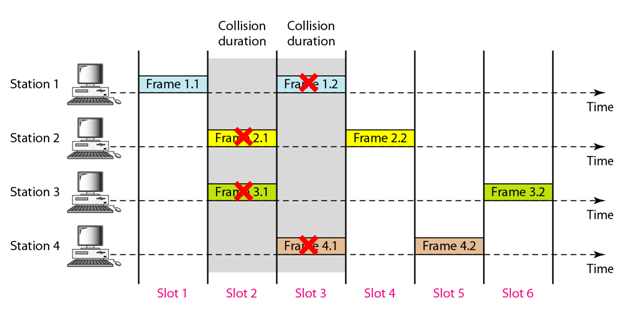 Collision
duration
Collision
duration
Station 1
Frame 1.1
Frame 1.2
Time
Station 2
Frame 2.1
Frame 2.2
Time
Station 3
Frame 3.1
Frame 3.2
Time
Station 4
Frame 4.1
Frame 4.2
Time
Slot 1
Slot 2
Slot 3
Slot 4
Slot 5
Slot 6